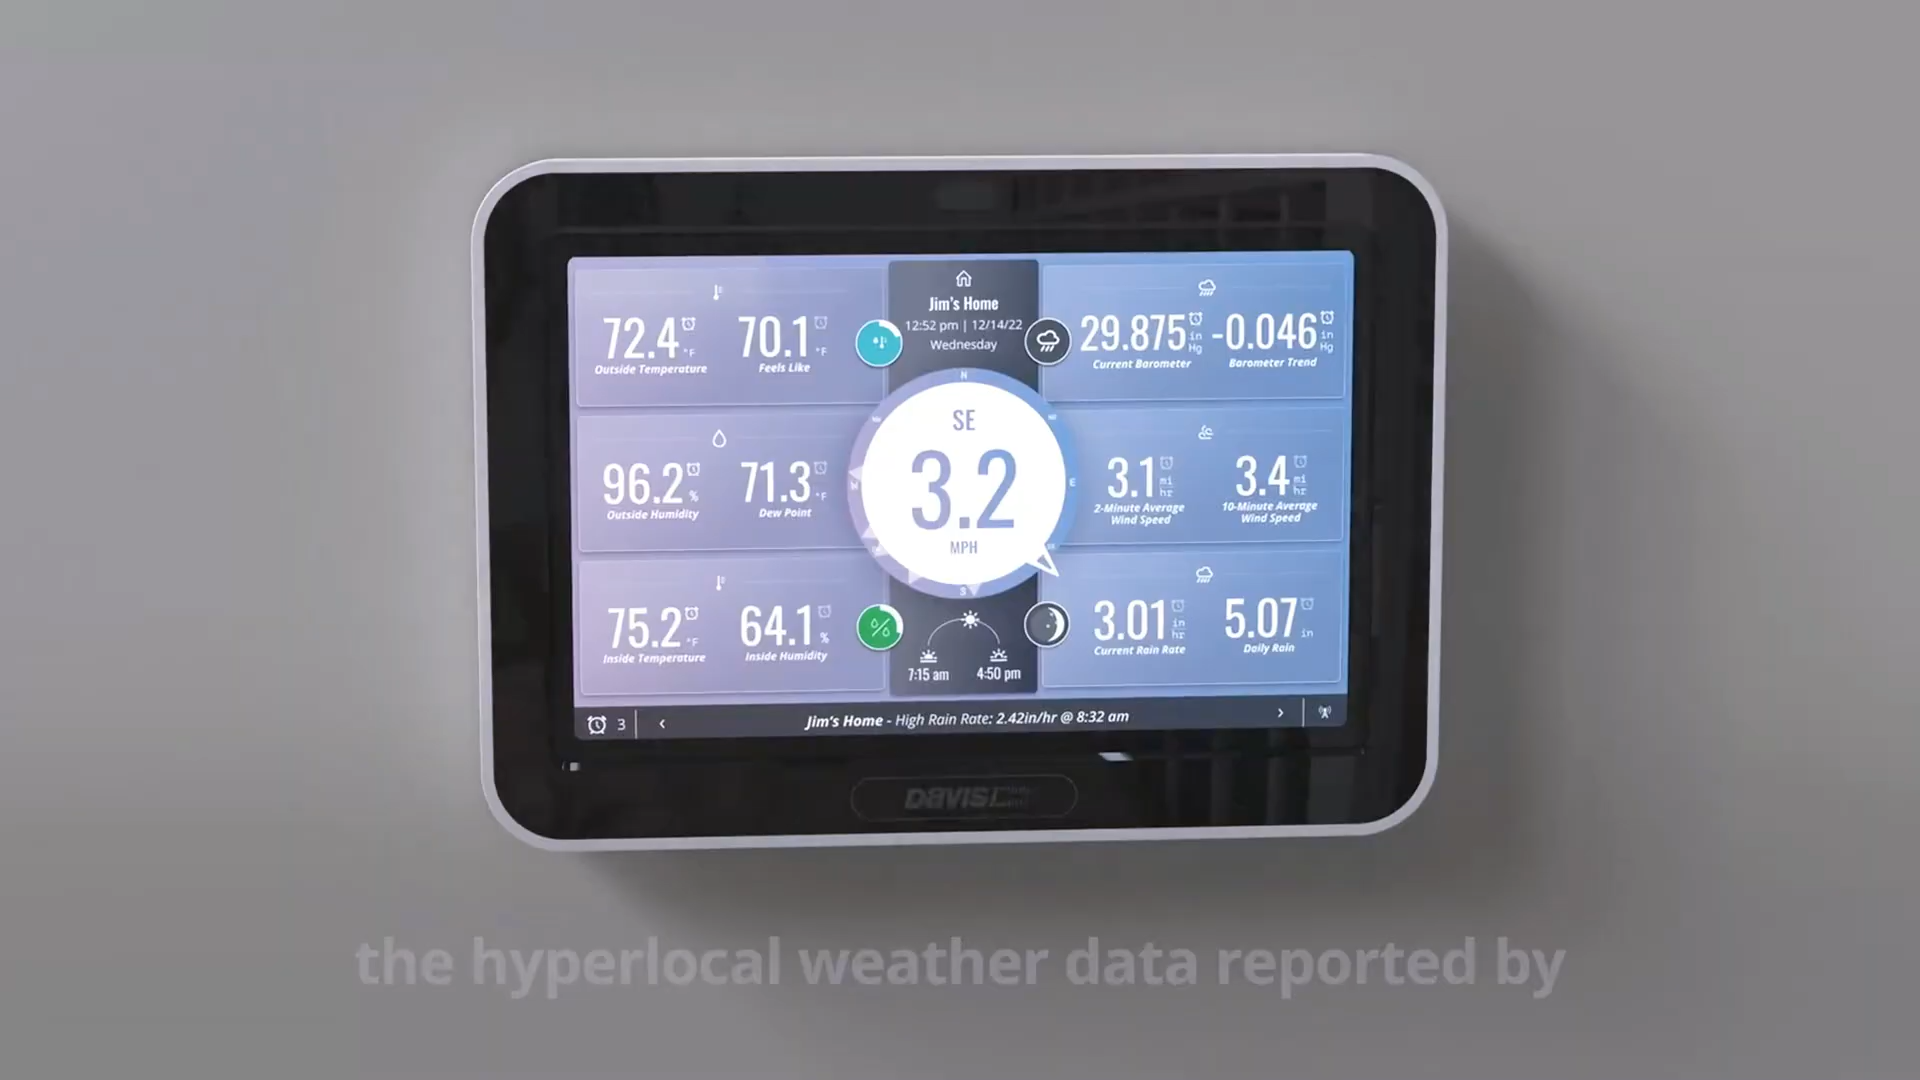 Jim's Home
12:52 pm | 12/14/22
Wednesday
72.4 °F
Outside Temperature
70.1 °F
Feels Like
29.875 in Hg
Current Barometer
-0.046 in Hg
Barometer Trend
96.2 %
Outside Humidity
71.3 °F
Dew Point
N
E
S
SE
3.2
MPH
3.1 mi hr
2-Minute Average
Wind Speed
3.4 mi hr
10-Minute Average
Wind Speed
75.2 °F
Inside Temperature
64.1 %
Inside Humidity
7:15 am
4:50 pm
3.01 in hr
Current Rain Rate
5.07 in
Daily Rain
3
‹
Jim's Home - High Rain Rate: 2.42in/hr @ 8:32 am
›
DAVIS
the hyperlocal weather data reported by